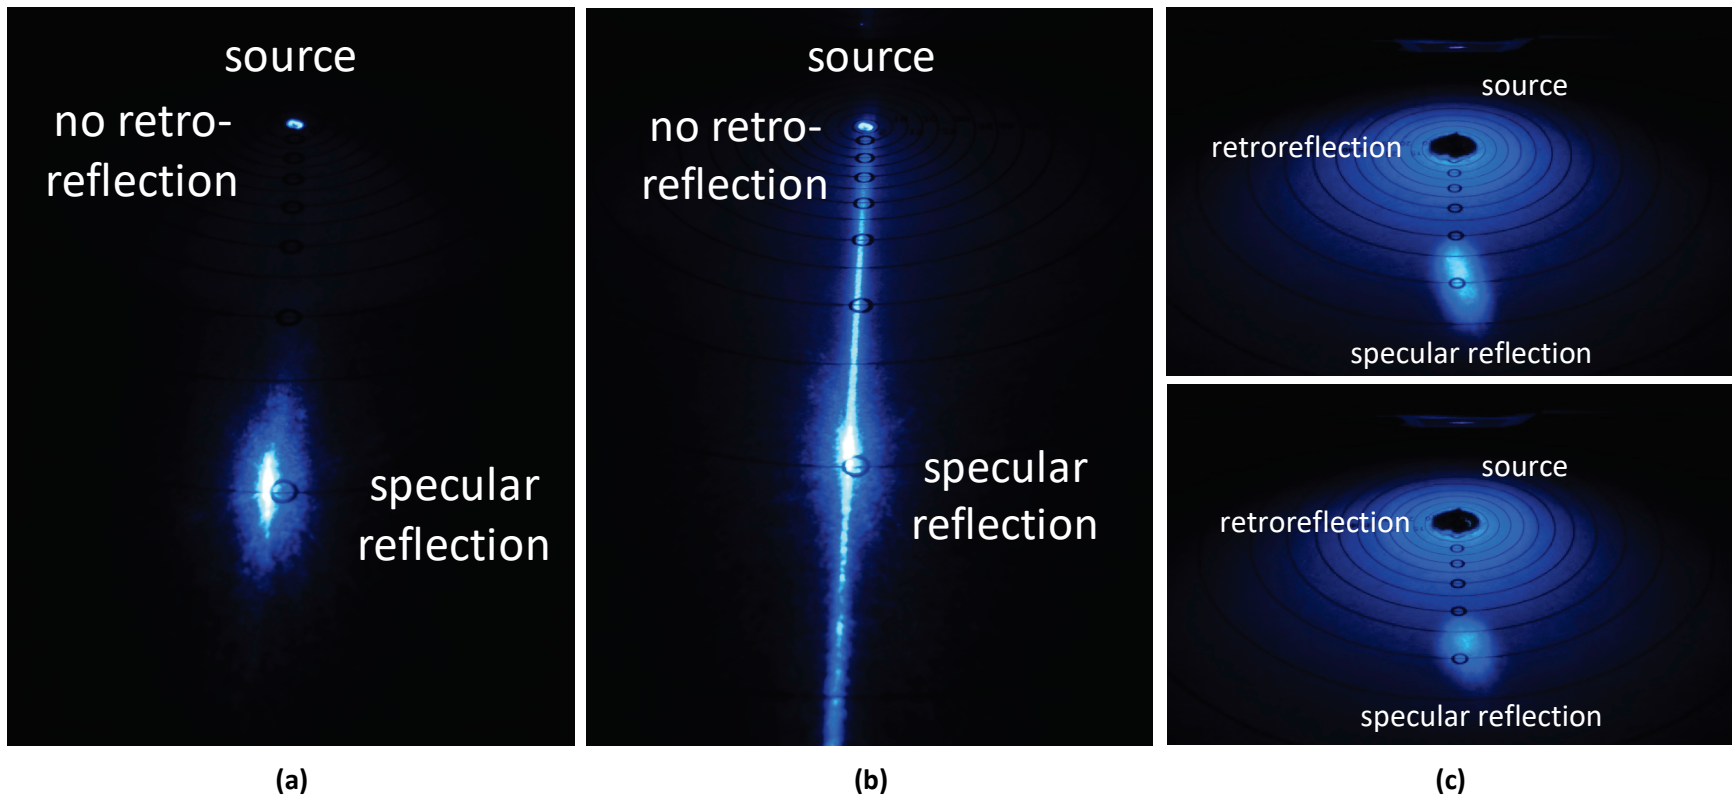 source
no retro-
reflection
specular
reflection
(a)
source
no retro-
reflection
specular
reflection
(b)
source
retroreflection
specular reflection
source
retroreflection
specular reflection
(c)